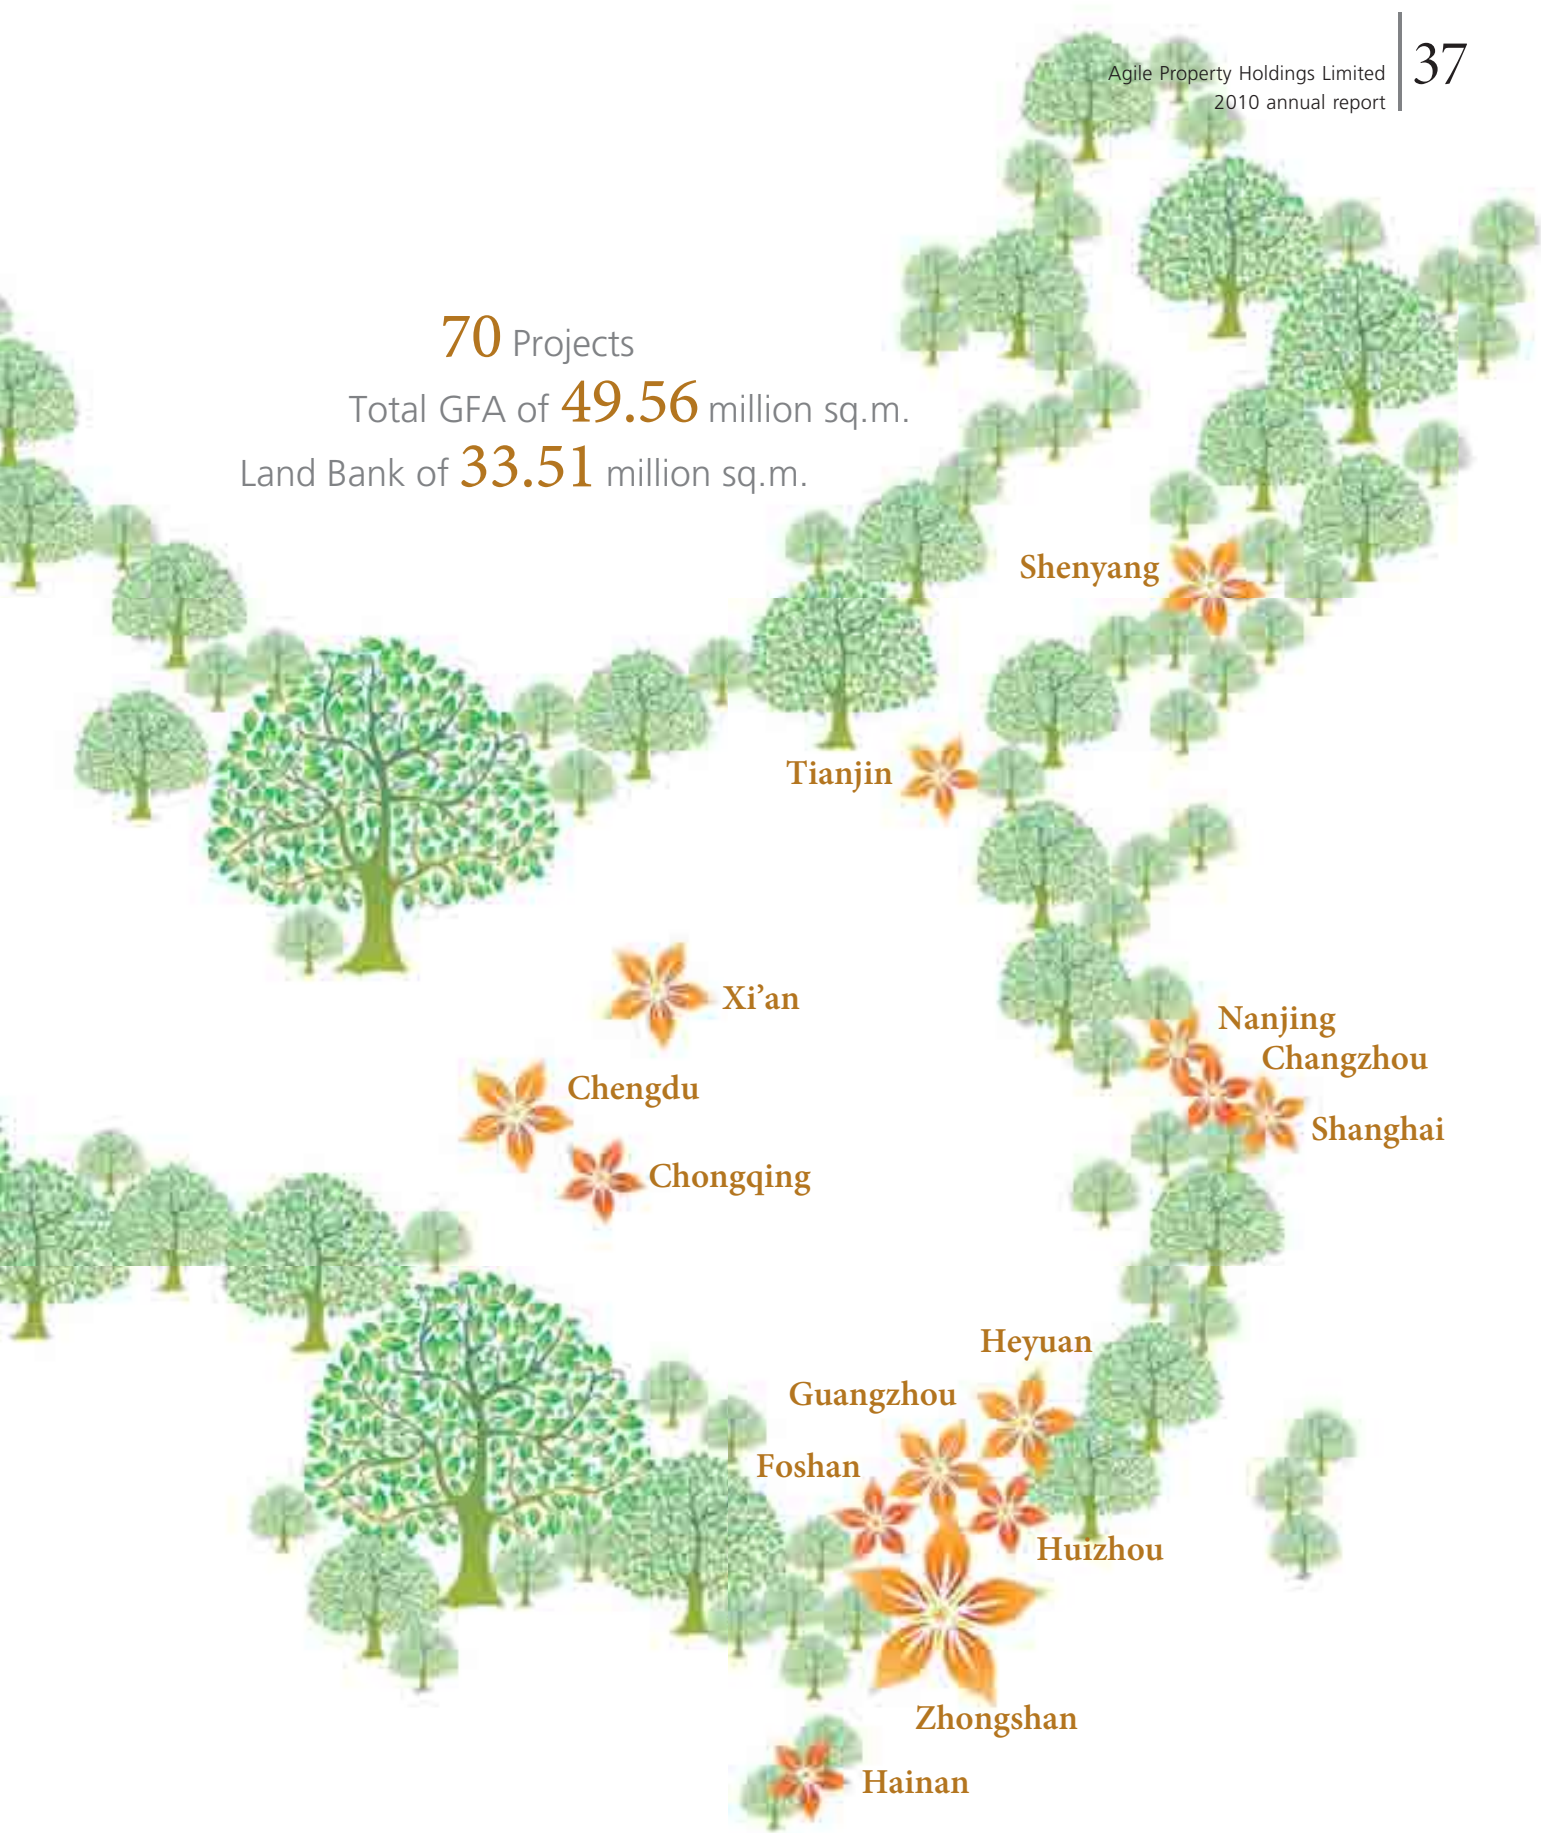 Agile Property Holdings Limited 37
2010 annual report
70 Projects
Total GFA of 49.56 million sq.m.
Land Bank of 33.51 million sq.m.
Shenyang
Tianjin
Xi’an
Nanjing
Changzhou
Chengdu
Shanghai
Chongqing
Heyuan
Guangzhou
Foshan
Huizhou
Zhongshan
Hainan